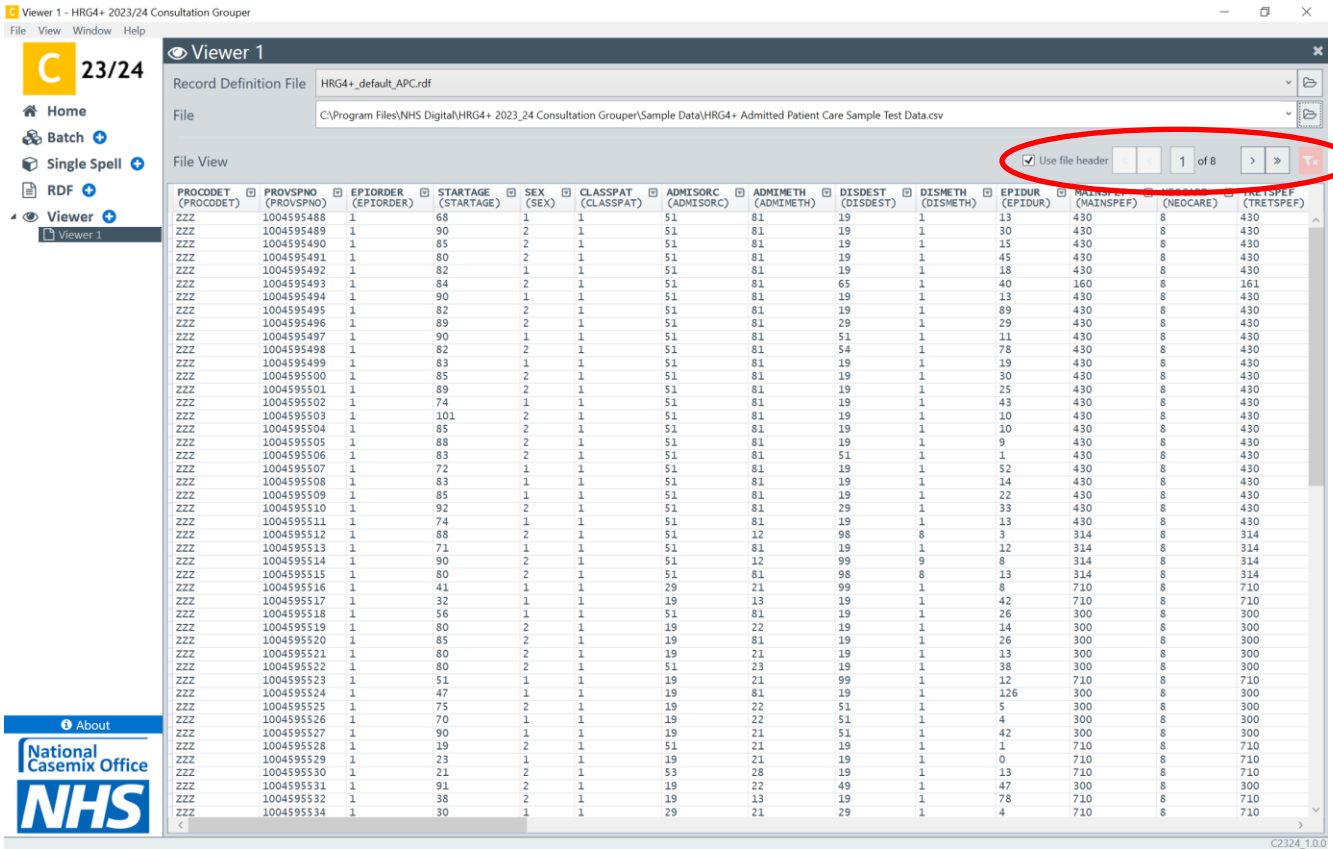 C Viewer 1 - HRG4+ 2023/24 Consultation Grouper
File View Window Help
C 23/24
Home
Batch
Single Spell
RDF
Viewer
Viewer 1
Viewer 1
Record Definition File HRG4+_default_APC.rdf
File C:\Program Files\NHS Digital\HRG4+ 2023_24 Consultation Grouper\Sample Data\HRG4+ Admitted Patient Care Sample Test Data.csv
File View Use file header 1 of 8
PROCODET PROVSPNO EPIORDER STARTAGE SEX CLASSPAT ADMISORC ADMIMETH DISDEST DISMETH EPIDUR MAINSPEF NEOCARE TRETSPEF
(PROCODET) (PROVSPNO) (EPIORDER) (STARTAGE) (SEX) (CLASSPAT) (ADMISORC) (ADMIMETH) (DISDEST) (DISMETH) (EPIDUR) (MAINSPEF) (NEOCARE) (TRETSPEF)
ZZZ 1004595488 1 68 1 1 51 81 19 1 13 430 8 430
ZZZ 1004595489 1 90 2 1 51 81 19 1 30 430 8 430
ZZZ 1004595490 1 85 2 1 51 81 19 1 15 430 8 430
ZZZ 1004595491 1 80 2 1 51 81 19 1 45 430 8 430
ZZZ 1004595492 1 82 1 1 51 81 19 1 18 430 8 430
ZZZ 1004595493 1 84 2 1 51 81 65 1 40 160 8 161
ZZZ 1004595494 1 90 1 1 51 81 19 1 13 430 8 430
ZZZ 1004595495 1 82 2 1 51 81 19 1 89 430 8 430
ZZZ 1004595496 1 89 2 1 51 81 29 1 29 430 8 430
ZZZ 1004595497 1 90 1 1 51 81 51 1 11 430 8 430
ZZZ 1004595498 1 82 2 1 51 81 54 1 78 430 8 430
ZZZ 1004595499 1 83 1 1 51 81 19 1 19 430 8 430
ZZZ 1004595500 1 85 2 1 51 81 19 1 30 430 8 430
ZZZ 1004595501 1 89 2 1 51 81 19 1 25 430 8 430
ZZZ 1004595502 1 74 1 1 51 81 19 1 43 430 8 430
ZZZ 1004595503 1 101 2 1 51 81 19 1 10 430 8 430
ZZZ 1004595504 1 85 2 1 51 81 19 1 10 430 8 430
ZZZ 1004595505 1 88 2 1 51 81 19 1 9 430 8 430
ZZZ 1004595506 1 83 2 1 51 81 51 1 1 430 8 430
ZZZ 1004595507 1 72 1 1 51 81 19 1 52 430 8 430
ZZZ 1004595508 1 83 1 1 51 81 19 1 14 430 8 430
ZZZ 1004595509 1 85 1 1 51 81 19 1 22 430 8 430
ZZZ 1004595510 1 92 2 1 51 81 29 1 33 430 8 430
ZZZ 1004595511 1 74 1 1 51 81 19 1 13 430 8 430
ZZZ 1004595512 1 88 2 1 51 12 98 8 3 314 8 314
ZZZ 1004595513 1 71 1 1 51 81 19 1 12 314 8 314
ZZZ 1004595514 1 90 2 1 51 12 99 9 8 314 8 314
ZZZ 1004595515 1 80 2 1 51 81 98 8 13 314 8 314
ZZZ 1004595516 1 41 1 1 29 21 99 1 8 710 8 710
ZZZ 1004595517 1 32 1 1 19 13 19 1 42 710 8 710
ZZZ 1004595518 1 56 1 1 51 81 19 1 26 300 8 300
ZZZ 1004595519 1 80 2 1 19 22 19 1 14 300 8 300
ZZZ 1004595520 1 85 2 1 19 81 19 1 26 300 8 300
ZZZ 1004595521 1 80 2 1 19 21 19 1 13 300 8 300
ZZZ 1004595522 1 80 2 1 51 23 19 1 38 300 8 300
ZZZ 1004595523 1 51 1 1 19 21 99 1 12 710 8 710
ZZZ 1004595524 1 47 1 1 19 81 19 1 126 300 8 300
ZZZ 1004595525 1 75 2 1 19 22 51 1 5 300 8 300
ZZZ 1004595526 1 70 1 1 19 22 51 1 4 300 8 300
ZZZ 1004595527 1 90 1 1 19 21 51 1 42 300 8 300
ZZZ 1004595528 1 19 2 1 51 21 19 1 1 710 8 710
ZZZ 1004595529 1 23 1 1 19 21 19 1 0 710 8 710
ZZZ 1004595530 1 21 2 1 53 28 19 1 13 710 8 710
ZZZ 1004595531 1 91 2 1 19 22 49 1 47 300 8 300
ZZZ 1004595532 1 38 2 1 19 13 19 1 78 710 8 710
ZZZ 1004595534 1 30 1 1 29 21 29 1 4 710 8 710
About
National
Casemix Office
NHS
C2324_1.0.0